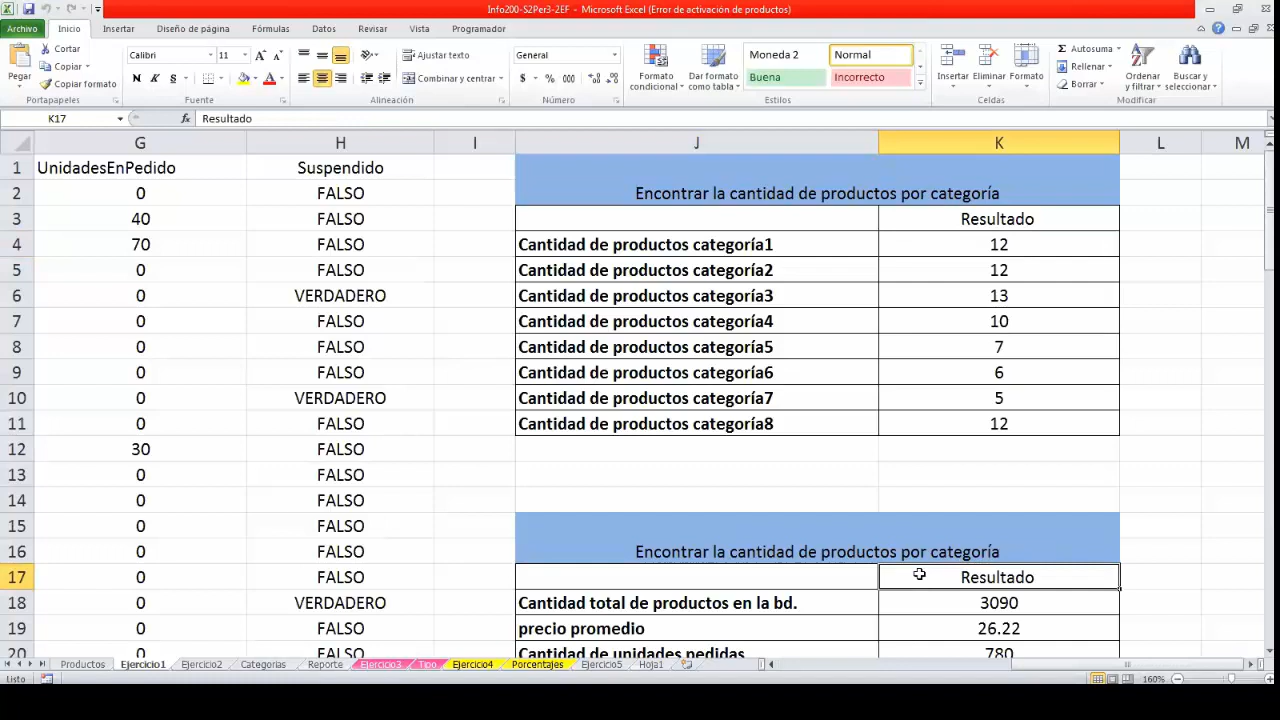 Info200-S2Per3-2EF - Microsoft Excel (Error de activación de productos)
Archivo Inicio Insertar Diseño de página Fórmulas Datos Revisar Vista Programador
Pegar
Cortar
Copiar
Copiar formato
Portapapeles
Calibri 11
N K S
Fuente
Ajustar texto
Combinar y centrar
Alineación
General
$ % 000
Número
Formato condicional
Dar formato como tabla
Moneda 2 Normal
Buena Incorrecto
Estilos
Insertar Eliminar Formato
Celdas
Autosuma
Rellenar
Borrar
Ordenar y filtrar
Buscar y seleccionar
Modificar
K17 fx Resultado
G H I J K L M
1 UnidadesEnPedido Suspendido
2 0 FALSO Encontrar la cantidad de productos por categoría
3 40 FALSO Resultado
4 70 FALSO Cantidad de productos categoría1 12
5 0 FALSO Cantidad de productos categoría2 12
6 0 VERDADERO Cantidad de productos categoría3 13
7 0 FALSO Cantidad de productos categoría4 10
8 0 FALSO Cantidad de productos categoría5 7
9 0 FALSO Cantidad de productos categoría6 6
10 0 VERDADERO Cantidad de productos categoría7 5
11 0 FALSO Cantidad de productos categoría8 12
12 30 FALSO
13 0 FALSO
14 0 FALSO
15 0 FALSO
16 0 FALSO Encontrar la cantidad de productos por categoría
17 0 FALSO Resultado
18 0 VERDADERO Cantidad total de productos en la bd. 3090
19 0 FALSO precio promedio 26.22
20 0 FALSO Cantidad de unidades pedidas 780
Productos Ejercicio1 Ejercicio2 Categorias Reporte Ejercicio3 Tipo Ejercicio4 Porcentajes Ejercicio5 Hoja1
Listo 160%